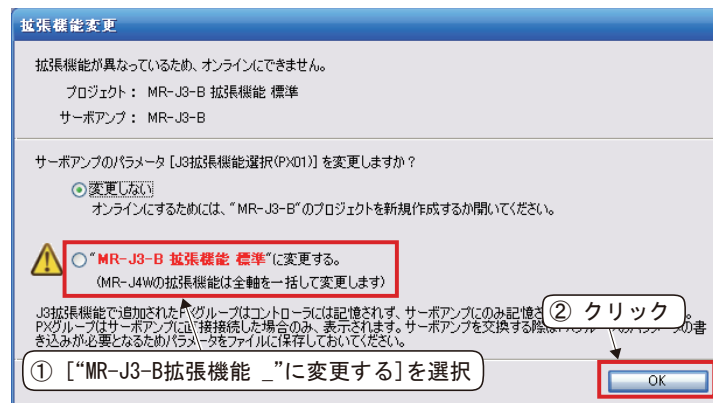 拡張機能変更
拡張機能が異なっているため、オンラインにできません。
プロジェクト： MR-J3-B 拡張機能 標準
サーボアンプ： MR-J3-B
サーボアンプのパラメータ [J3拡張機能選択(PX01)] を変更しますか？
変更しない
オンラインにするためには、"MR-J3-B"のプロジェクトを新規作成するか開いてください。
"MR-J3-B 拡張機能 標準"に変更する。
(MR-J4Wの拡張機能は全軸を一括して変更します)
J3拡張機能で追加されたPXグループはコントローラには記憶されず、サーボアンプにのみ記憶さ
② クリック
PXグループはサーボアンプに直接接続した場合のみ、表示されます。サーボアンプを交換する際は
の書
き込みが必要となるためパラメータをファイルに保存しておいてください。
① [“MR-J3-B拡張機能 _”に変更する]を選択
OK